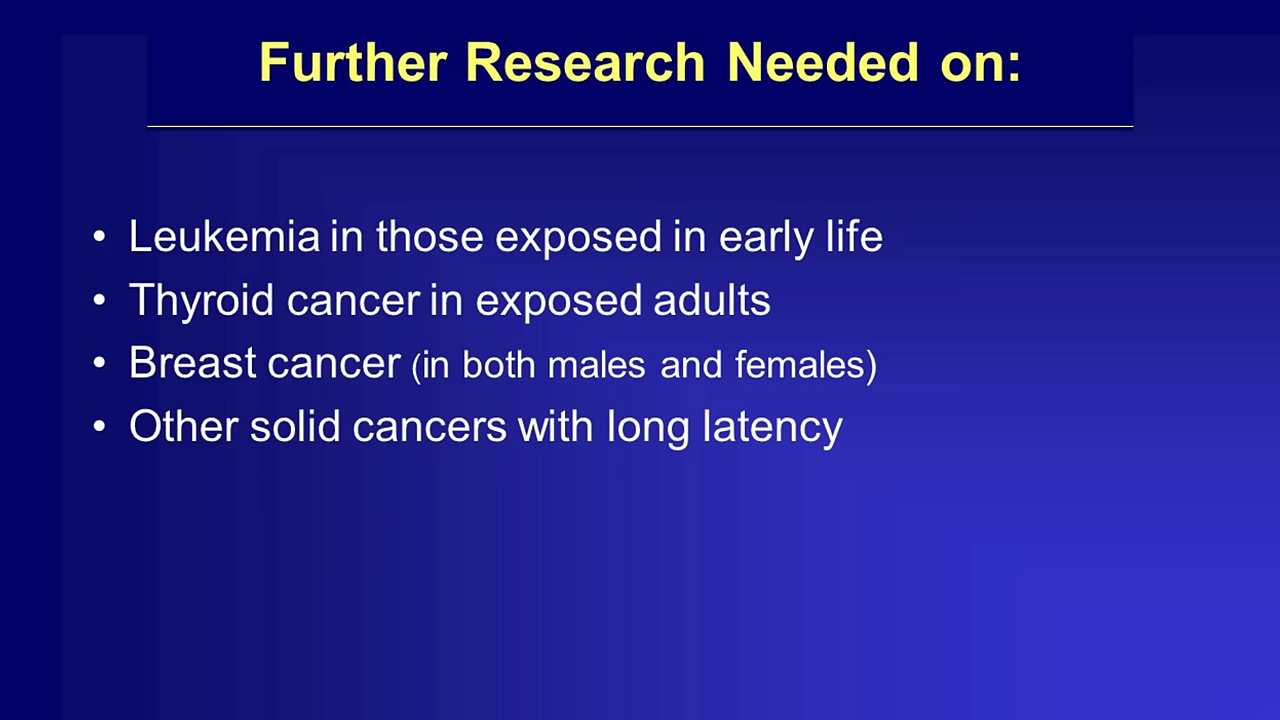 Further Research Needed on:
• Leukemia in those exposed in early life
• Thyroid cancer in exposed adults
• Breast cancer (in both males and females)
• Other solid cancers with long latency